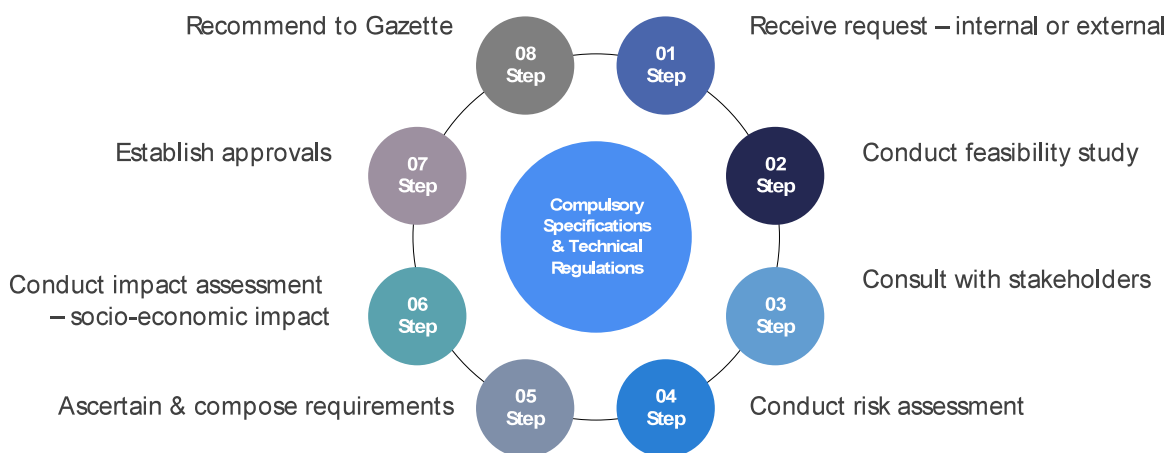 Receive request – internal or external
01
Step
Conduct feasibility study
02
Step
Consult with stakeholders
03
Step
Conduct risk assessment
04
Step
Ascertain & compose requirements
05
Step
Conduct impact assessment
– socio-economic impact
06
Step
Establish approvals
07
Step
Recommend to Gazette
08
Step
Compulsory
Specifications
& Technical
Regulations